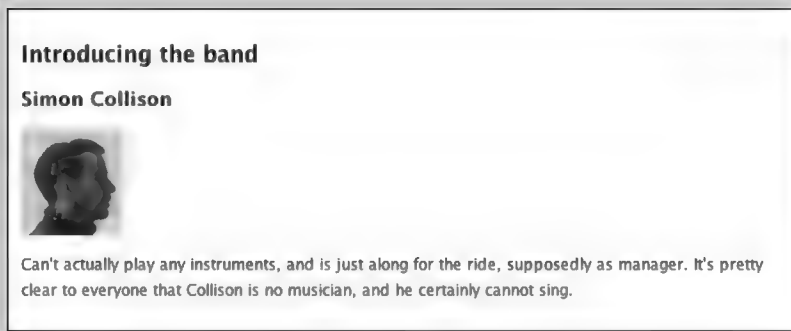 Introducing the band
Simon Collison
Can't actually play any instruments, and is just along for the ride, supposedly as manager. It's pretty
clear to everyone that Collison is no musician, and he certainly cannot sing.